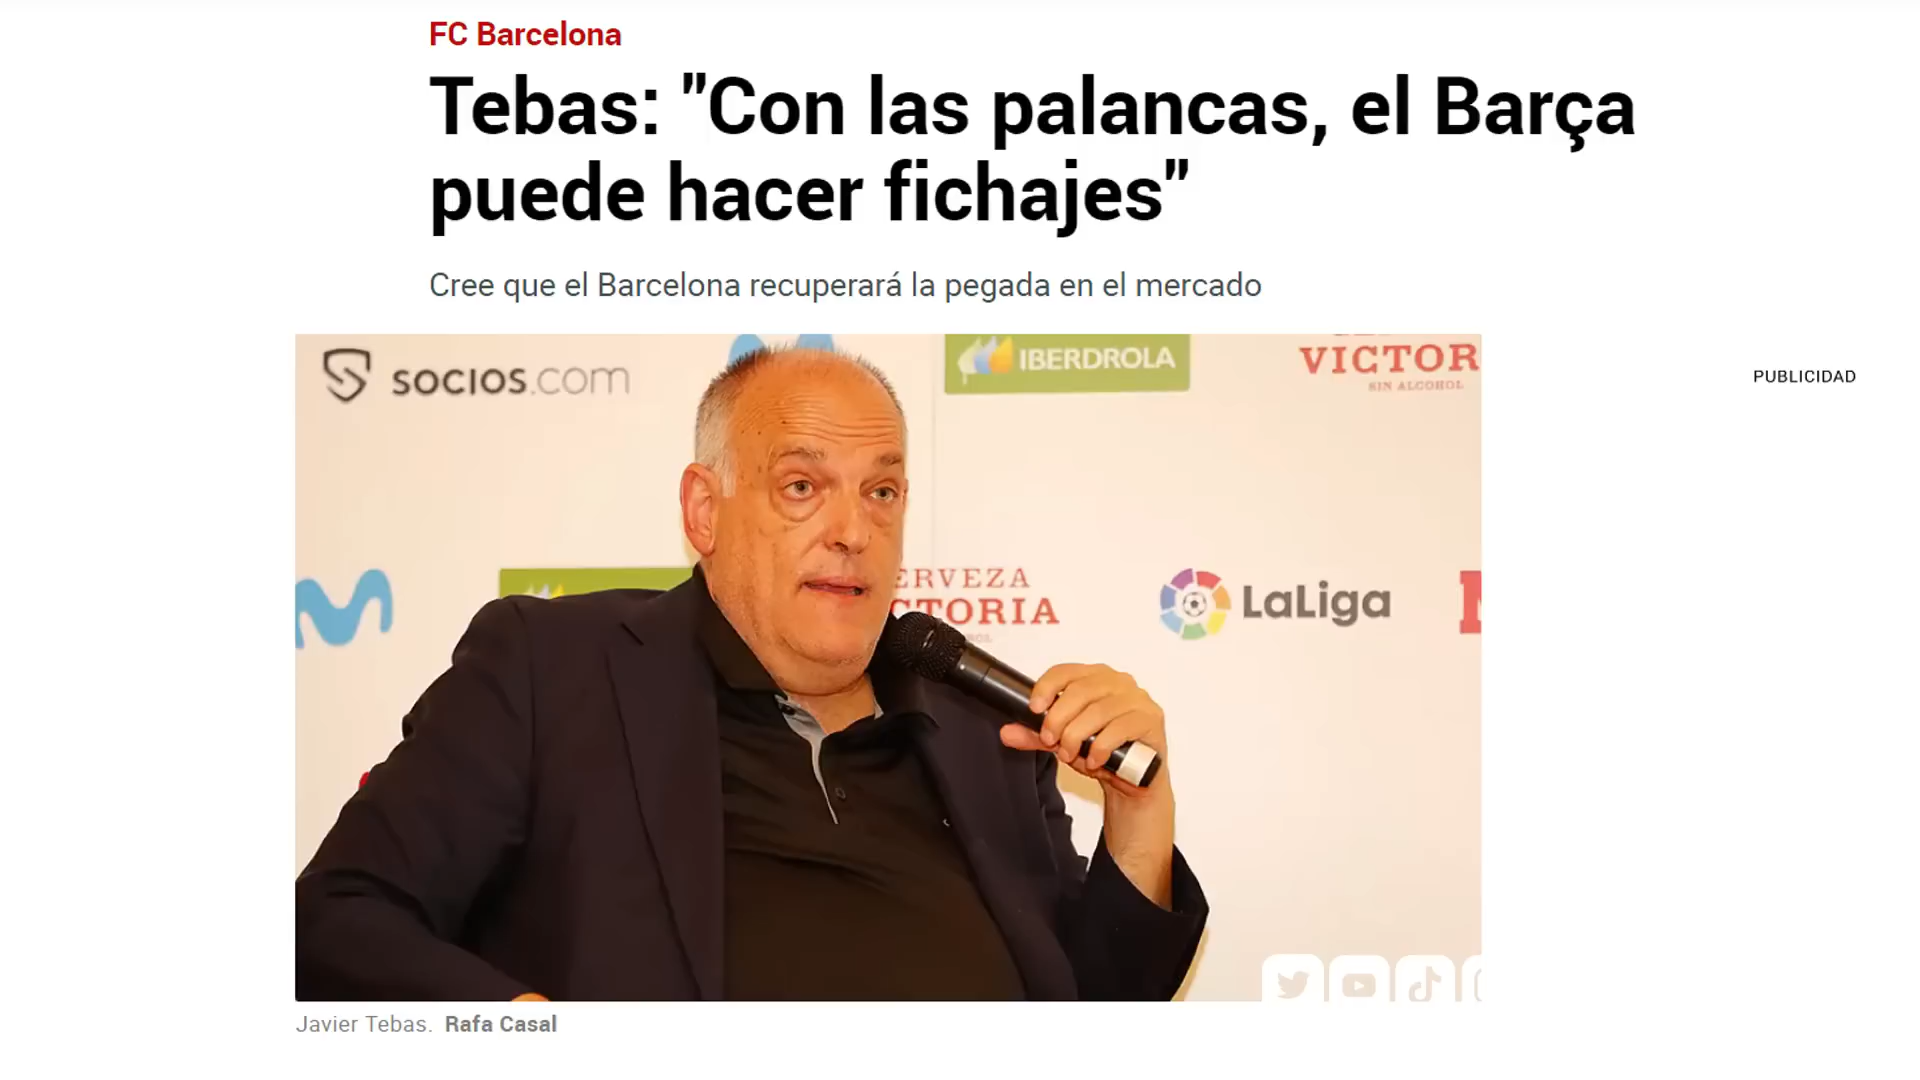 FC Barcelona
Tebas: "Con las palancas, el Barça
puede hacer fichajes"
Cree que el Barcelona recuperará la pegada en el mercado
socios.com
IBERDROLA
VICTOR
SIN ALCOHOL
PUBLICIDAD
ERVEZA
TORIA
LaLiga
Javier Tebas. Rafa Casal